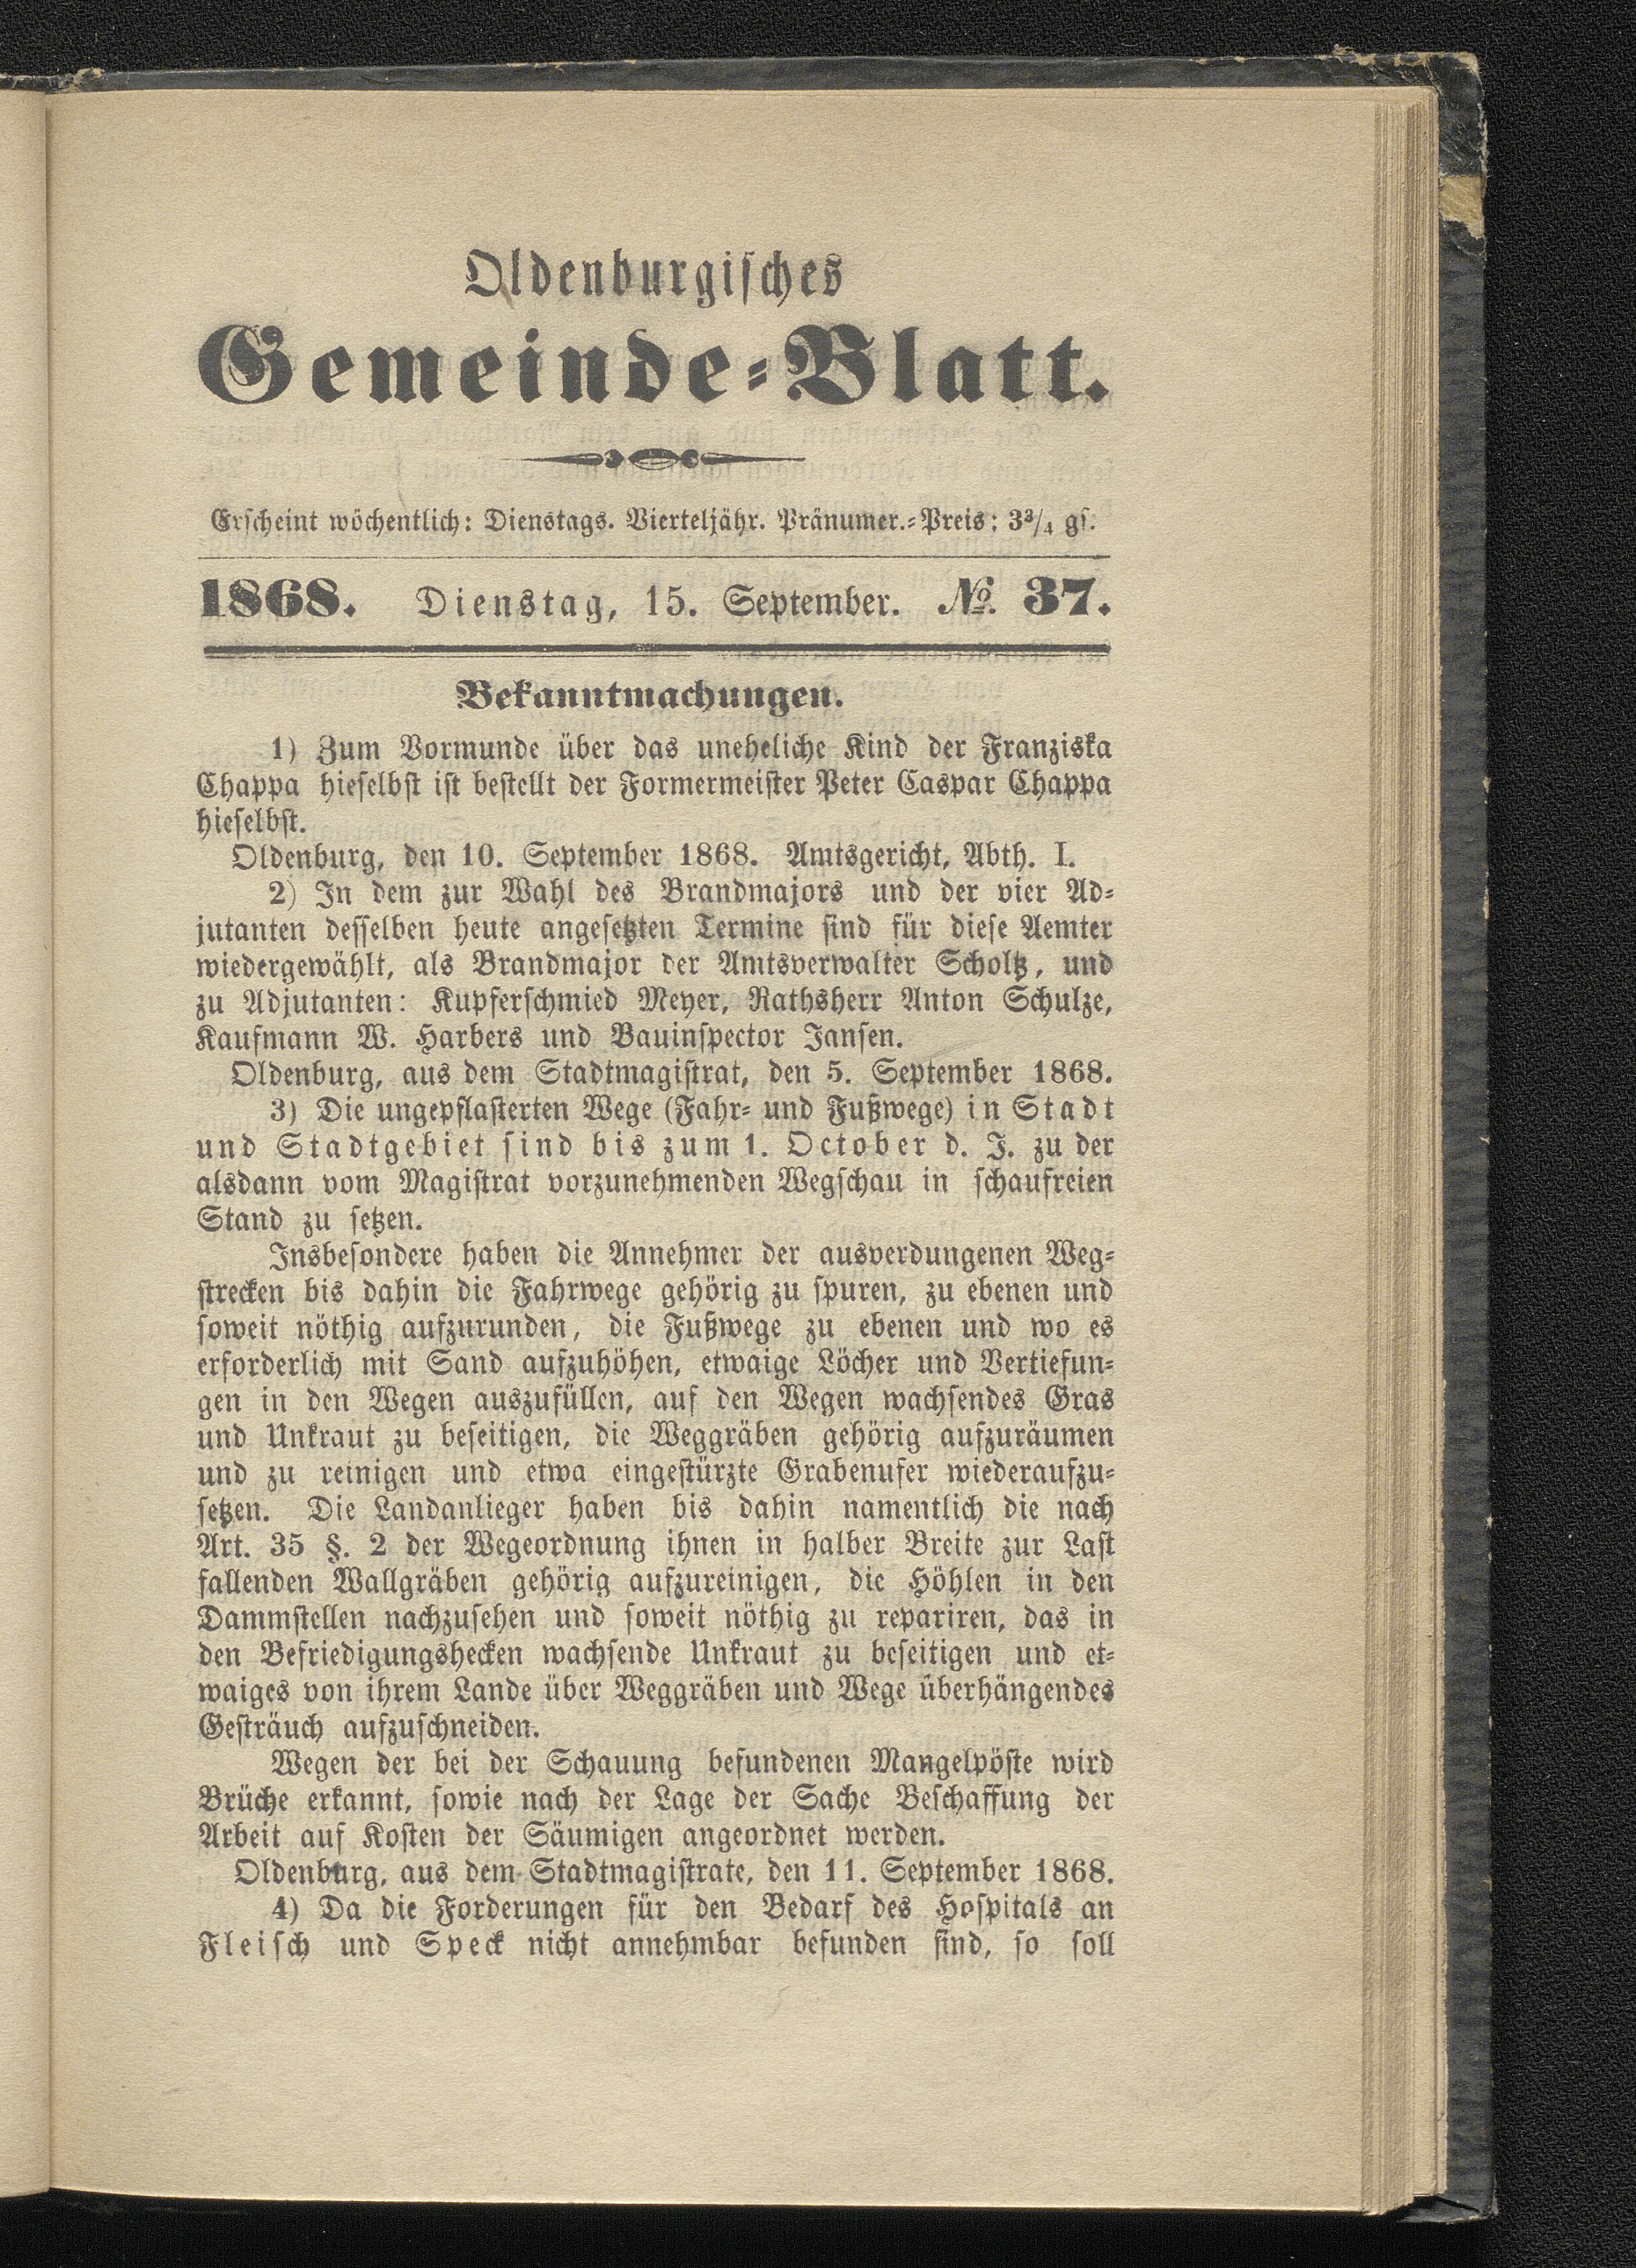 Oldenburgisches
Gemeinde-Blatt.
Erscheint wöchentlich: Dienstags. Vierteljähr. Pränumer.-Preis: 3¾ gs.
1868. Dienstag, 15. September. No. 37.
Bekanntmachungen.
1) Zum Vormunde über das uneheliche Kind der Franziska
Chappa hieselbst ist bestellt der Formermeister Peter Caspar Chappa
hieselbst.
Oldenburg, den 10. September 1868. Amtsgericht, Abth. I.
2) In dem zur Wahl des Brandmajors und der vier Ad-
jutanten desselben heute angesetzten Termine sind für diese Aemter
wiedergewählt, als Brandmajor der Amtsverwalter Scholtz, und
zu Adjutanten: Kupferschmied Meyer, Rathsherr Anton Schulze,
Kaufmann W. Harbers und Bauinspector Jansen.
Oldenburg, aus dem Stadtmagistrat, den 5. September 1868.
3) Die ungepflasterten Wege (Fahr- und Fußwege) in Stadt
und Stadtgebiet sind bis zum 1. October d. J. zu der
alsdann vom Magistrat vorzunehmenden Wegschau in schaufreien
Stand zu setzen.
Insbesondere haben die Annehmer der ausverdungenen Weg-
strecken bis dahin die Fahrwege gehörig zu spuren, zu ebenen und
soweit nöthig aufzurunden, die Fußwege zu ebenen und wo es
erforderlich mit Sand aufzuhöhen, etwaige Löcher und Vertiefun-
gen in den Wegen auszufüllen, auf den Wegen wachsendes Gras
und Unkraut zu beseitigen, die Weggräben gehörig aufzuräumen
und zu reinigen und etwa eingestürzte Grabenufer wiederaufzu-
setzen. Die Landanlieger haben bis dahin namentlich die nach
Art. 35 §. 2 der Wegeordnung ihnen in halber Breite zur Last
fallenden Wallgräben gehörig aufzureinigen, die Höhlen in den
Dammstellen nachzusehen und soweit nöthig zu repariren, das in
den Befriedigungshecken wachsende Unkraut zu beseitigen und et-
waiges von ihrem Lande über Weggräben und Wege überhängendes
Gesträuch aufzuschneiden.
Wegen der bei der Schauung befundenen Mangelpöste wird
Brüche erkannt, sowie nach der Lage der Sache Beschaffung der
Arbeit auf Kosten der Säumigen angeordnet werden.
Oldenburg, aus dem Stadtmagistrate, den 11. September 1868.
4) Da die Forderungen für den Bedarf des Hospitals an
Fleisch und Speck nicht annehmbar befunden sind, so soll